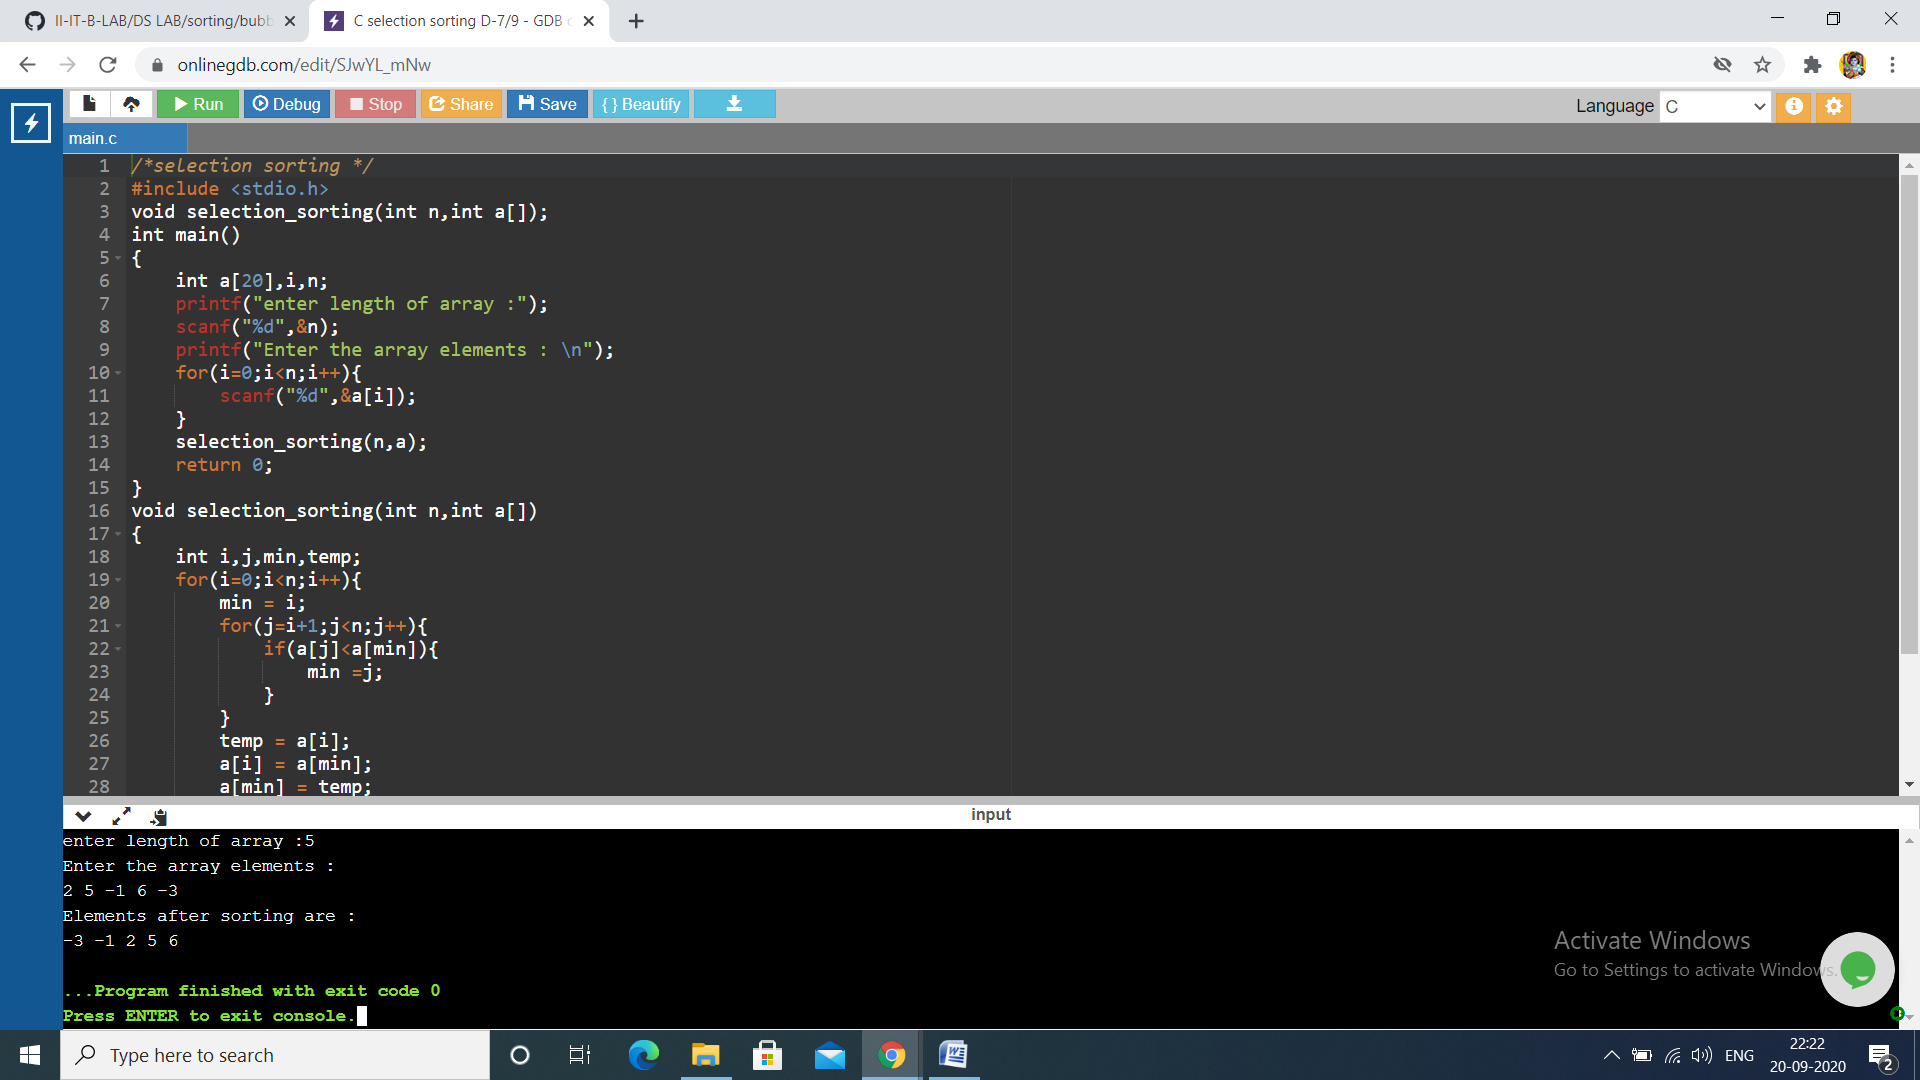 II-IT-B-LAB/DS LAB/sorting/bubb
C selection sorting D-7/9 - GDB
onlinegdb.com/edit/SJwYL_mNw
Run Debug Stop Share Save { } Beautify Language C
main.c
1 /*selection sorting */
2 #include <stdio.h>
3 void selection_sorting(int n,int a[]);
4 int main()
5 {
6 int a[20],i,n;
7 printf("enter length of array :");
8 scanf("%d",&n);
9 printf("Enter the array elements : \n");
10 for(i=0;i<n;i++){
11 scanf("%d",&a[i]);
12 }
13 selection_sorting(n,a);
14 return 0;
15 }
16 void selection_sorting(int n,int a[])
17 {
18 int i,j,min,temp;
19 for(i=0;i<n;i++){
20 min = i;
21 for(j=i+1;j<n;j++){
22 if(a[j]<a[min]){
23 min =j;
24 }
25 }
26 temp = a[i];
27 a[i] = a[min];
28 a[min] = temp;
input
enter length of array :5
Enter the array elements :
2 5 -1 6 -3
Elements after sorting are :
-3 -1 2 5 6
...Program finished with exit code 0
Press ENTER to exit console.
Activate Windows
Go to Settings to activate Windows.
Type here to search
ENG
22:22
20-09-2020
2